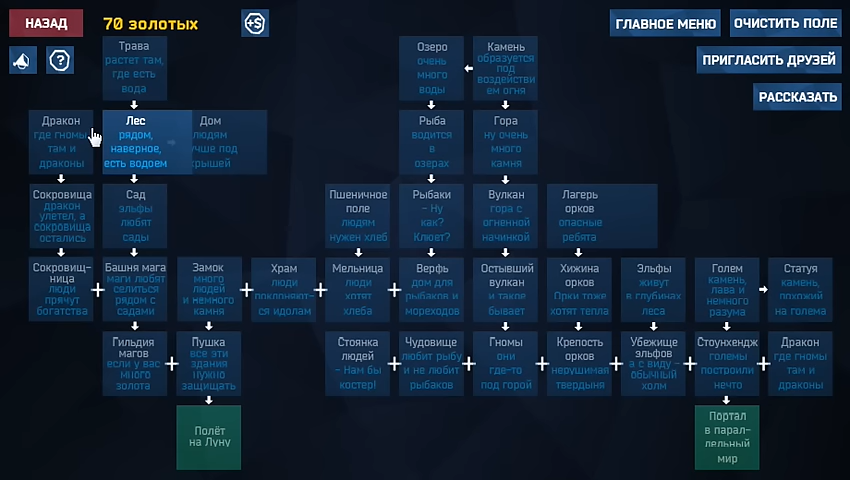 НАЗАД
70 золотых
+$
ГЛАВНОЕ МЕНЮ
ОЧИСТИТЬ ПОЛЕ
?
ПРИГЛАСИТЬ ДРУЗЕЙ
РАССКАЗАТЬ
Трава
растет там,
где есть
вода
Озеро
очень
много
воды
Камень
образуется
под
воздействи
ем огня
Дракон
где гномы
там и
драконы
Лес
рядом,
наверное,
есть водоем
Дом
людям
учше под
крышей
Рыба
водится
в
озерах
Гора
ну очень
много
камня
Сокровища
дракон
улетел, а
сокровища
остались
Сад
эльфы
любят
сады
Пшеничное
поле
людям
нужен хлеб
Рыбаки
- Ну
как?
Клюет?
Вулкан
гора с
огненной
начинкой
Лагерь
орков
опасные
ребята
Сокровищ-
ница
люди
прячут
богатства
+
Башня мага
маги любят
селиться
рядом с
садами
Замок
много
людей
и немного
камня
+
Храм
люди
поклоняют-
ся идолам
+
Мельница
люди
хотят
хлеба
+
Верфь
дом для
рыбаков и
мореходов
Остывший
вулкан
и такое
бывает
Хижина
орков
Орки тоже
хотят тепла
Эльфы
живут
в глубинах
леса
Голем
камень,
лава и
немного
разума
Статуя
камень,
похожий
на голема
Гильдия
магов
если у вас
много
золота
+
Пушка
все эти
здания
нужно
защищать
Стоянка
людей
- Нам бы
костер!
+
Чудовище
любит рыбу
и не любит
рыбаков
+
Гномы
они
где-то
под горой
+
Крепость
орков
нерушимая
твердыня
+
Убежище
эльфов
а с виду -
обычный
холм
+
Стоунхендж
големы
построили
нечто
+
Дракон
где гномы
там и
драконы
Полёт
на Луну
Портал
в парал-
лельный
мир